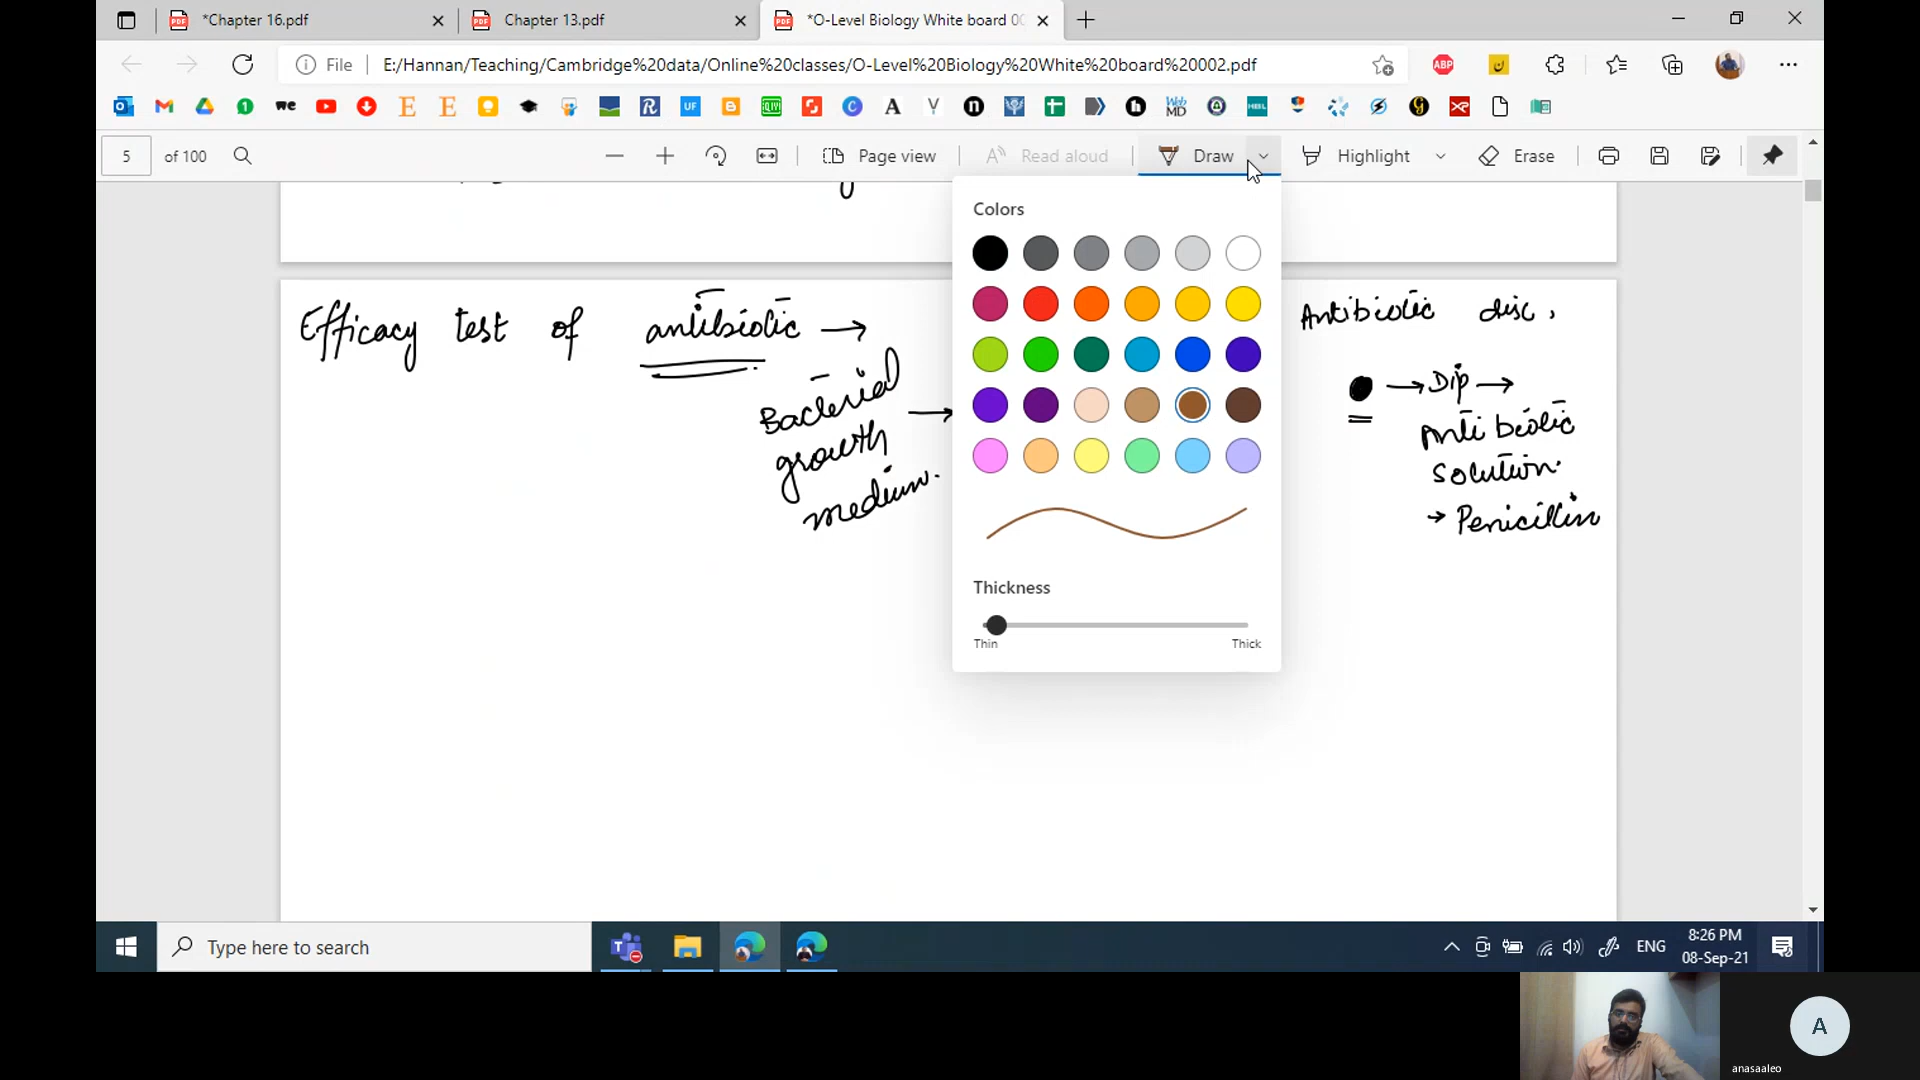 *Chapter 16.pdf
Chapter 13.pdf
*O-Level Biology White board 00
File
E:/Hannan/Teaching/Cambridge%20data/Online%20classes/O-Level%20Biology%20White%20board%20002.pdf
5 of 100
Page view
Read aloud
Draw
Highlight
Erase
Colors
Thickness
Thin
Thick
Efficacy test of antibiotic →
Bacterial →
growth
medium.
Antibiotic disc.
→ Dip →
Antibiotic
solution.
→ Penicillin
Type here to search
ENG
8:26 PM
08-Sep-21
A
anasaaleo